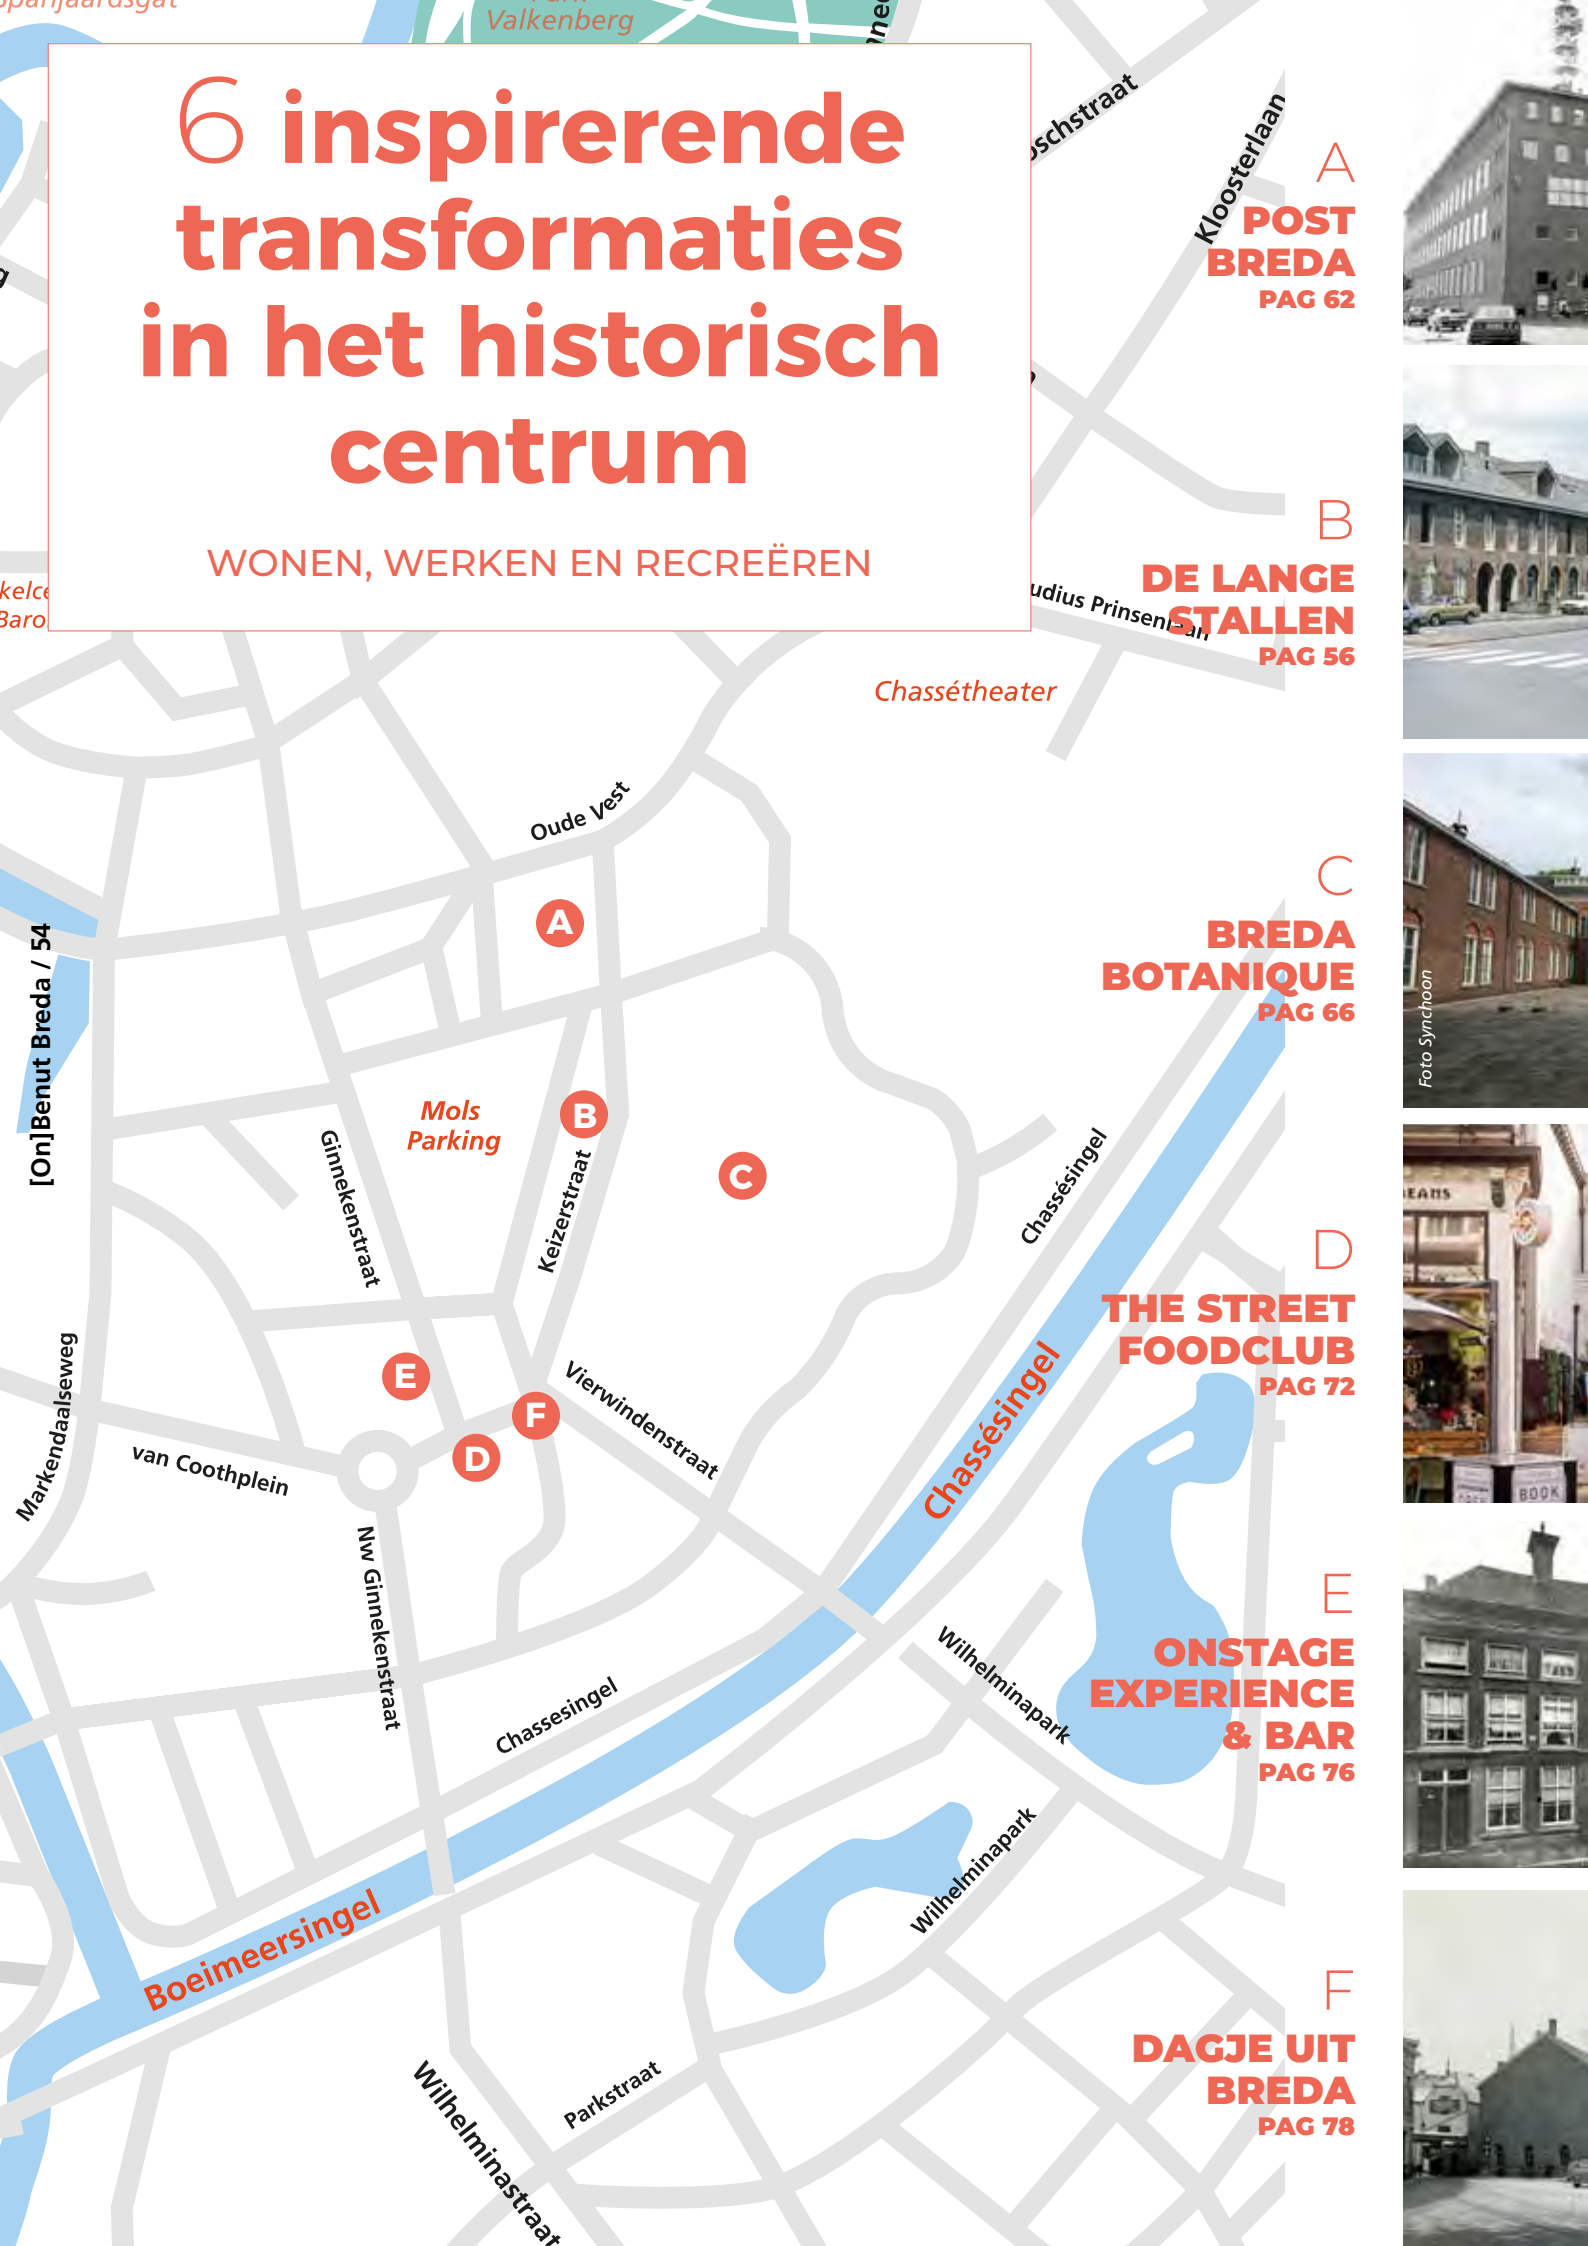 Spanjaardsgat
Valkenberg
6 inspirerende
transformaties
in het historisch
centrum
WONEN, WERKEN EN RECREËREN
Kloosterlaan
A
POST
BREDA
PAG 62
B
DE LANGE
STALLEN
PAG 56
Chassétheater
Oude Vest
A
C
BREDA
BOTANIQUE
PAG 66
[On]Benut Breda / 54
Foto Synchoon
Mols
Parking
B
C
Ginnekenstraat
Keizerstraat
Chassésingel
D
THE STREET
FOODCLUB
PAG 72
Markendaalseweg
E
F
D
Vierwindenstraat
van Coothplein
Chassésingel
BOOK
Nw Ginnekenstraat
E
ONSTAGE
EXPERIENCE
& BAR
PAG 76
Wilhelminapark
Chassesingel
Wilhelminapark
Boeimeersingel
F
DAGJE UIT
BREDA
PAG 78
Parkstraat
Wilhelminastraat